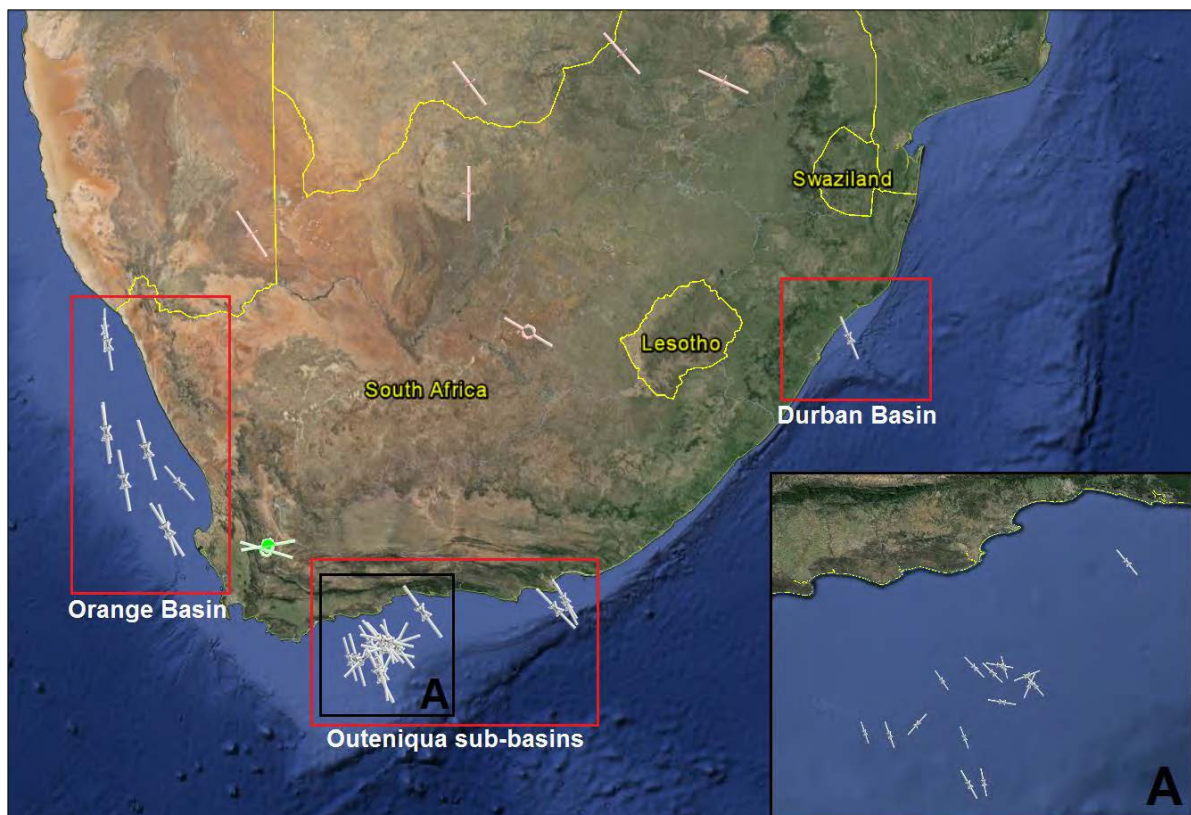 Swaziland
Lesotho
South Africa
Durban Basin
Orange Basin
A
Outeniqua sub-basins
A